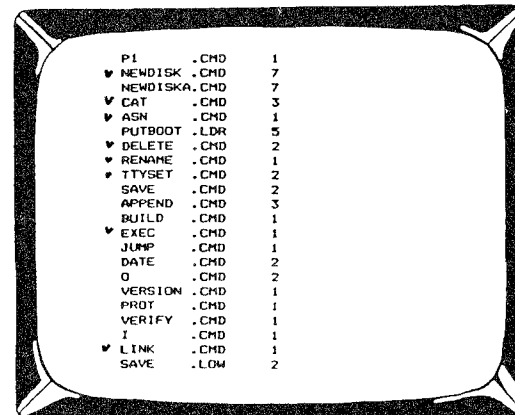 P1 .CMD 1
♥ NEWDISK .CMD 7
NEWDISKA.CMD 7
♥ CAT .CMD 3
♥ ASN .CMD 1
PUTBOOT .LDR 5
♥ DELETE .CMD 2
♥ RENAME .CMD 1
♥ TTYSET .CMD 2
SAVE .CMD 2
APPEND .CMD 3
BUILD .CMD 1
♥ EXEC .CMD 1
JUMP .CMD 1
DATE .CMD 2
O .CMD 2
VERSION .CMD 1
PROT .CMD 1
VERIFY .CMD 1
I .CMD 1
♥ LINK .CMD 1
SAVE .LOW 2